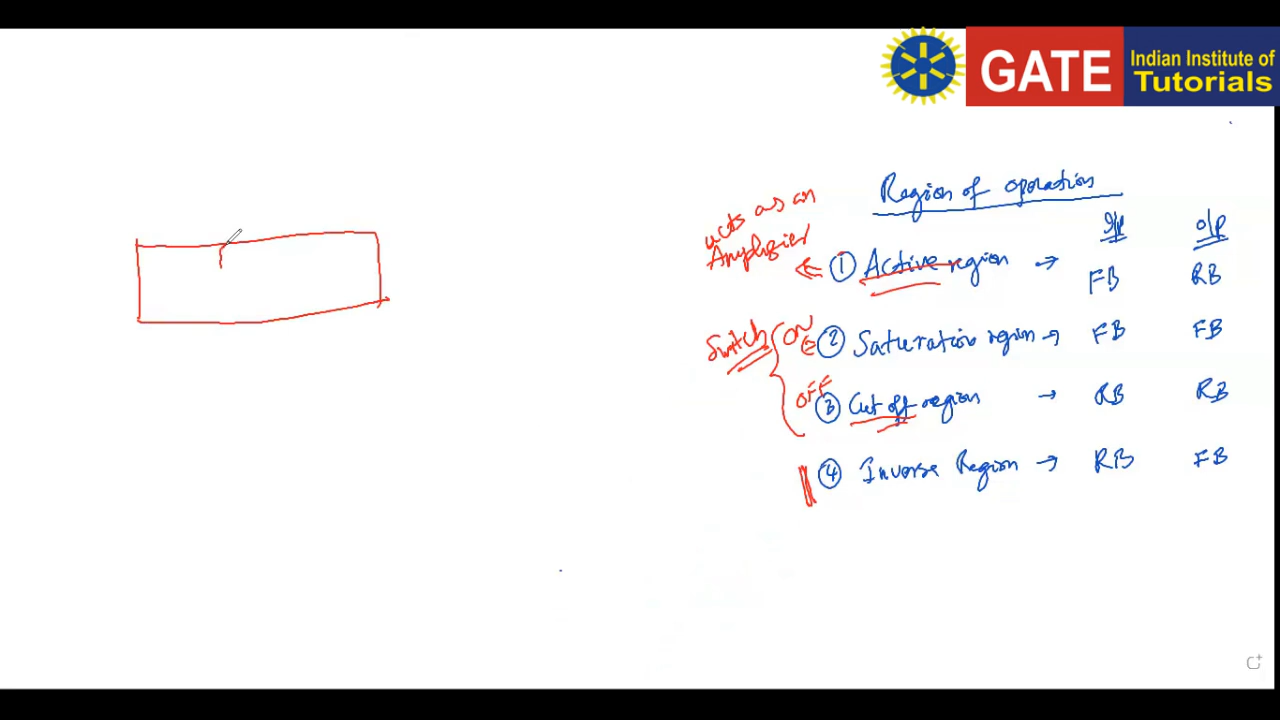 GATE
Indian Institute of
Tutorials
Region of operation
I/P O/P
acts as an
Amplifier
① Active region → FB RB
Switch
ON ② Saturation region → FB FB
OFF ③ Cut off region → RB RB
④ Inverse Region → RB FB